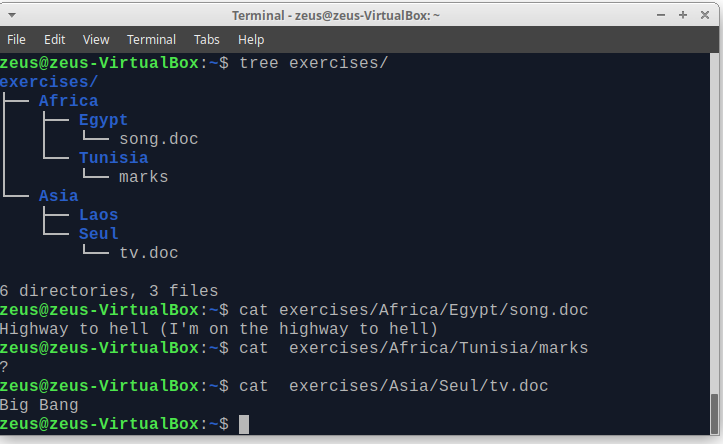 Terminal - zeus@zeus-VirtualBox: ~
File Edit View Terminal Tabs Help
zeus@zeus-VirtualBox:~$ tree exercises/
exercises/
├── Africa
│   ├── Egypt
│   │   └── song.doc
│   └── Tunisia
│       └── marks
└── Asia
    ├── Laos
    └── Seul
        └── tv.doc

6 directories, 3 files
zeus@zeus-VirtualBox:~$ cat exercises/Africa/Egypt/song.doc
Highway to hell (I'm on the highway to hell)
zeus@zeus-VirtualBox:~$ cat  exercises/Africa/Tunisia/marks
?
zeus@zeus-VirtualBox:~$ cat  exercises/Asia/Seul/tv.doc
Big Bang
zeus@zeus-VirtualBox:~$